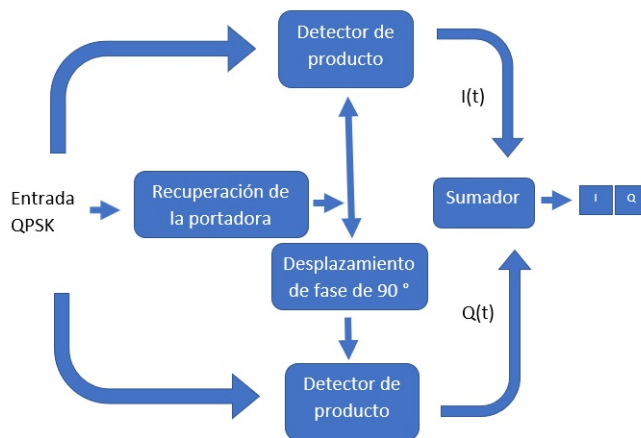 Detector de
producto
I(t)
Entrada
QPSK
Recuperación de
la portadora
Sumador
I
Q
Desplazamiento
de fase de 90 °
Q(t)
Detector de
producto